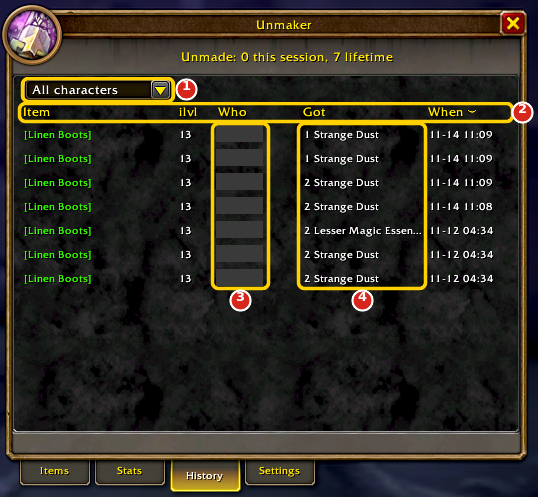 Unmaker
Unmade: 0 this session, 7 lifetime
All characters
1
Item ilvl Who Got When
2
[Linen Boots] 13 1 Strange Dust 11-14 11:09
[Linen Boots] 13 1 Strange Dust 11-14 11:09
[Linen Boots] 13 2 Strange Dust 11-14 11:09
[Linen Boots] 13 2 Strange Dust 11-14 11:08
[Linen Boots] 13 2 Lesser Magic Essen... 11-12 04:34
[Linen Boots] 13 2 Strange Dust 11-12 04:34
[Linen Boots] 13 2 Strange Dust 11-12 04:34
3 4
Items Stats History Settings